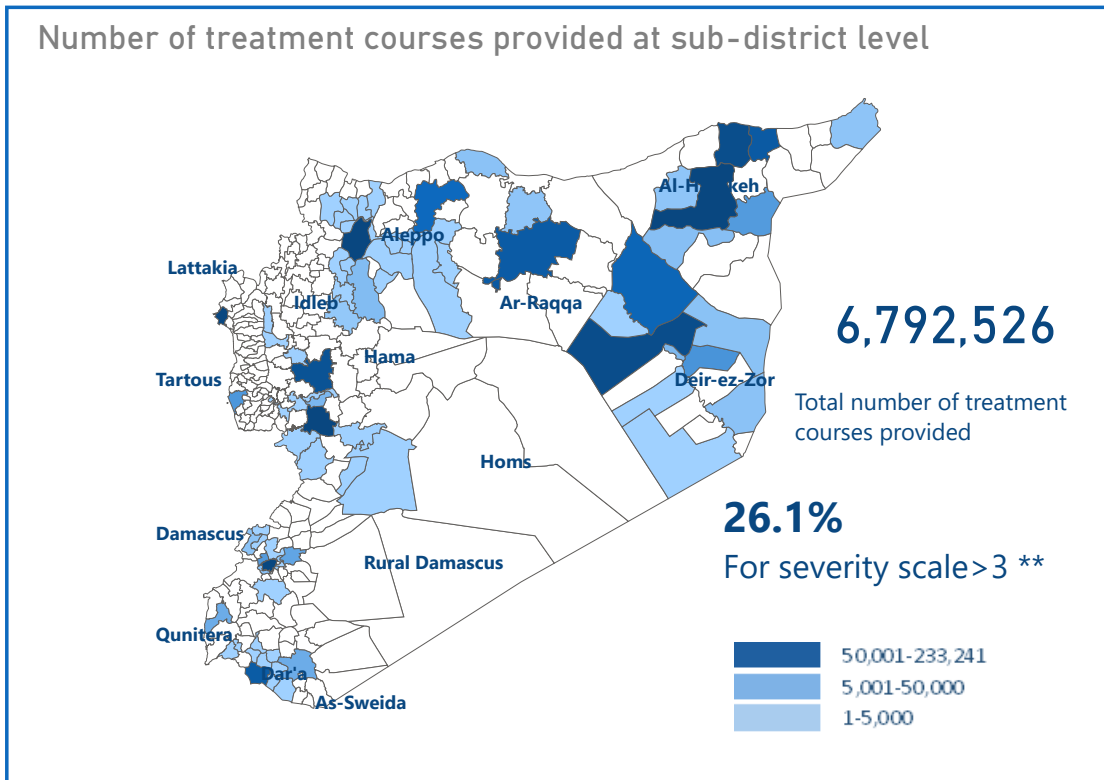 Number of treatment courses provided at sub-district level
Al-H keh
Aleppo
Lattakia
Idleb
Ar-Raqqa
6,792,526
Hama
Tartous
Deir-ez-Zor
Total number of treatment
courses provided
Homs
26.1%
Damascus
Rural Damascus
For severity scale>3 **
Qunitera
50,001-233,241
Dar'a
5,001-50,000
As-Sweida
1-5,000